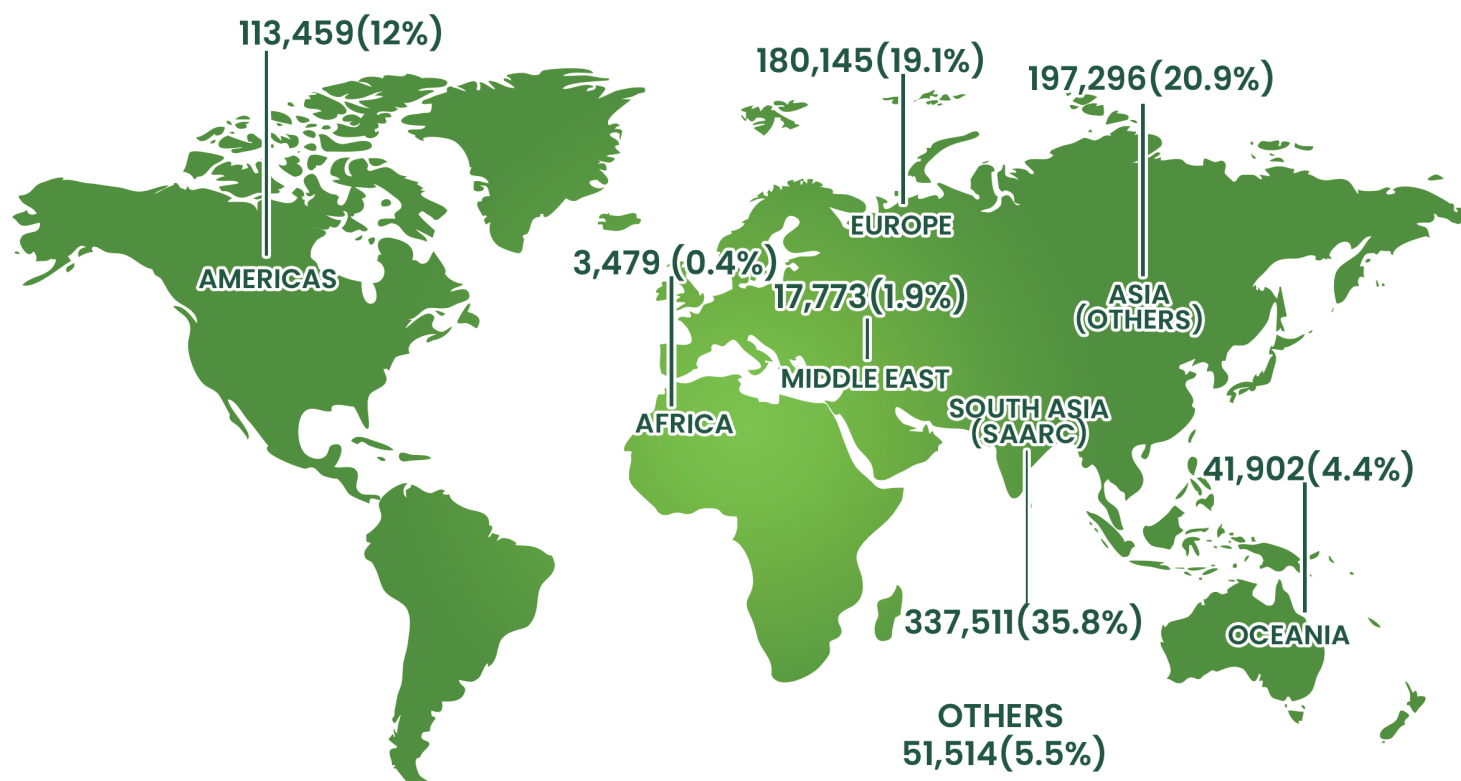 113,459(12%)
AMERICAS
180,145(19.1%)
EUROPE
197,296(20.9%)
ASIA
(OTHERS)
3,479 (0.4%)
AFRICA
17,773(1.9%)
MIDDLE EAST
SOUTH ASIA
(SAARC)
337,511(35.8%)
41,902(4.4%)
OCEANIA
OTHERS
51,514(5.5%)